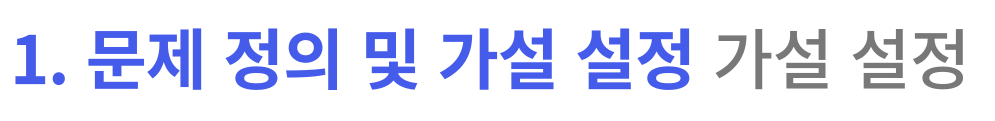 1. 문제 정의 및 가설 설정 가설 설정